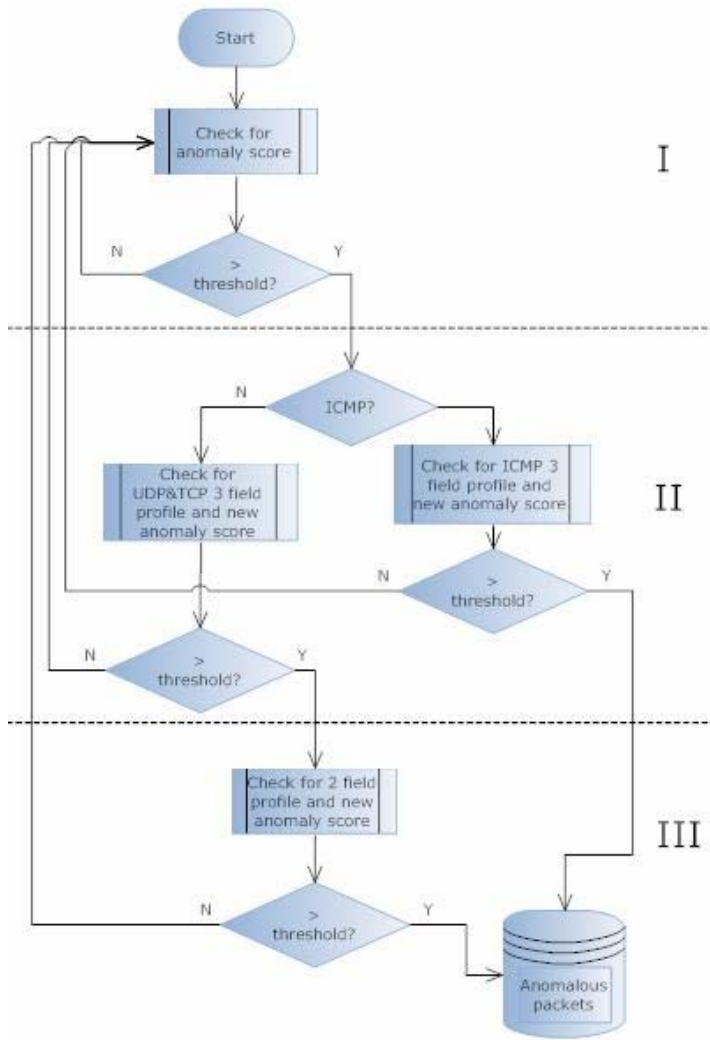 Start
Check for
anomaly score
I
N
Y
>
threshold?
N
ICMP?
Check for
UDP&TCP 3 field
profile and new
anomaly score
Check for ICMP 3
field profile and
new anomaly score
II
N
>
threshold?
Y
N
>
threshold?
Y
Check for 2 field
profile and new
anomaly score
III
N
>
threshold?
Y
Anomalous
packets